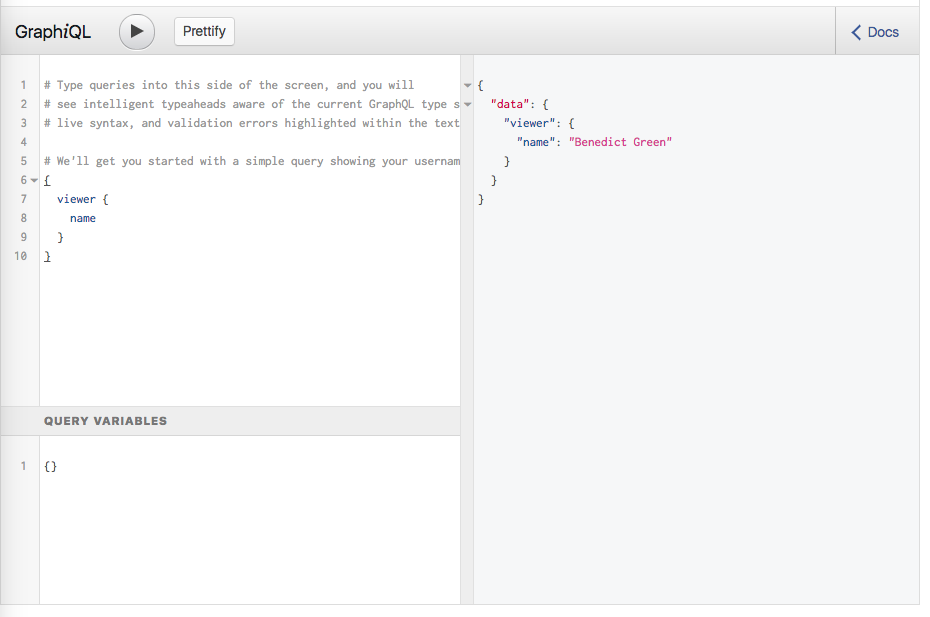 GraphiQL
Prettify
Docs
1 # Type queries into this side of the screen, and you will
2 # see intelligent typeaheads aware of the current GraphQL type s
3 # live syntax, and validation errors highlighted within the text
4
5 # We'll get you started with a simple query showing your usernam
6 {
7 viewer {
8 name
9 }
10 }
QUERY VARIABLES
1 {}
{
"data": {
"viewer": {
"name": "Benedict Green"
}
}
}